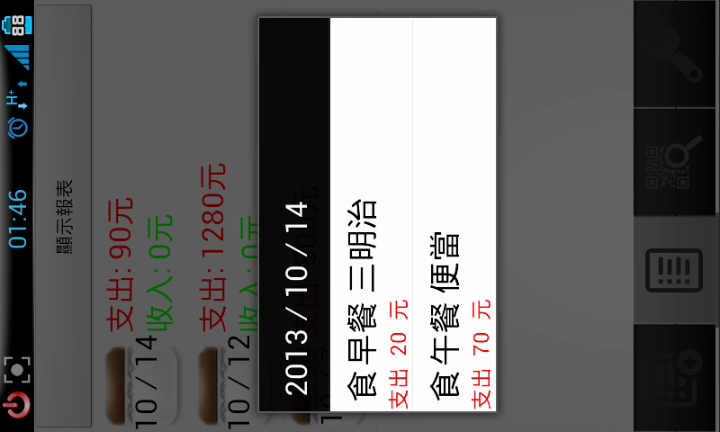 01:46
H+
88
顯示報表
支出: 90元
收入: 0元
10 / 14
支出: 1280元
收入: 0元
10 / 12
2013 / 10 / 14
食早餐 三明治
支出 20 元
食午餐 便當
支出 70 元